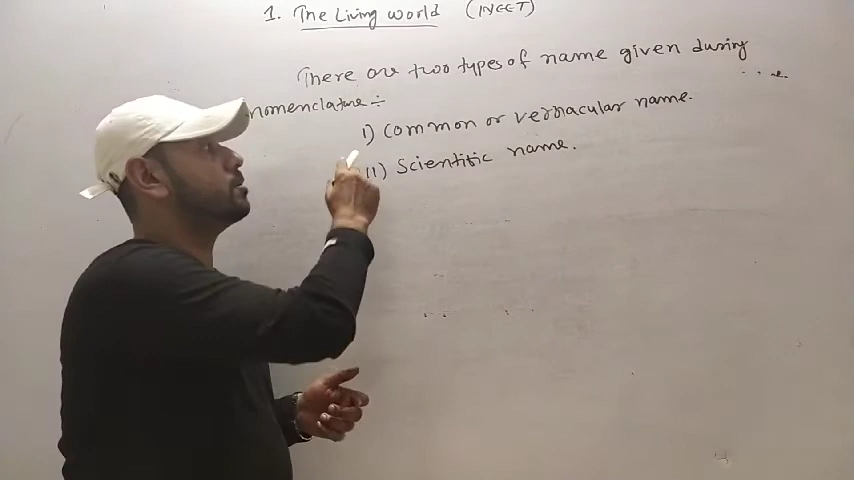 1. The Living world (NEET)
There are two types of name given during
nomenclature ÷
i) Common or vernacular name.
ii) Scientific name.